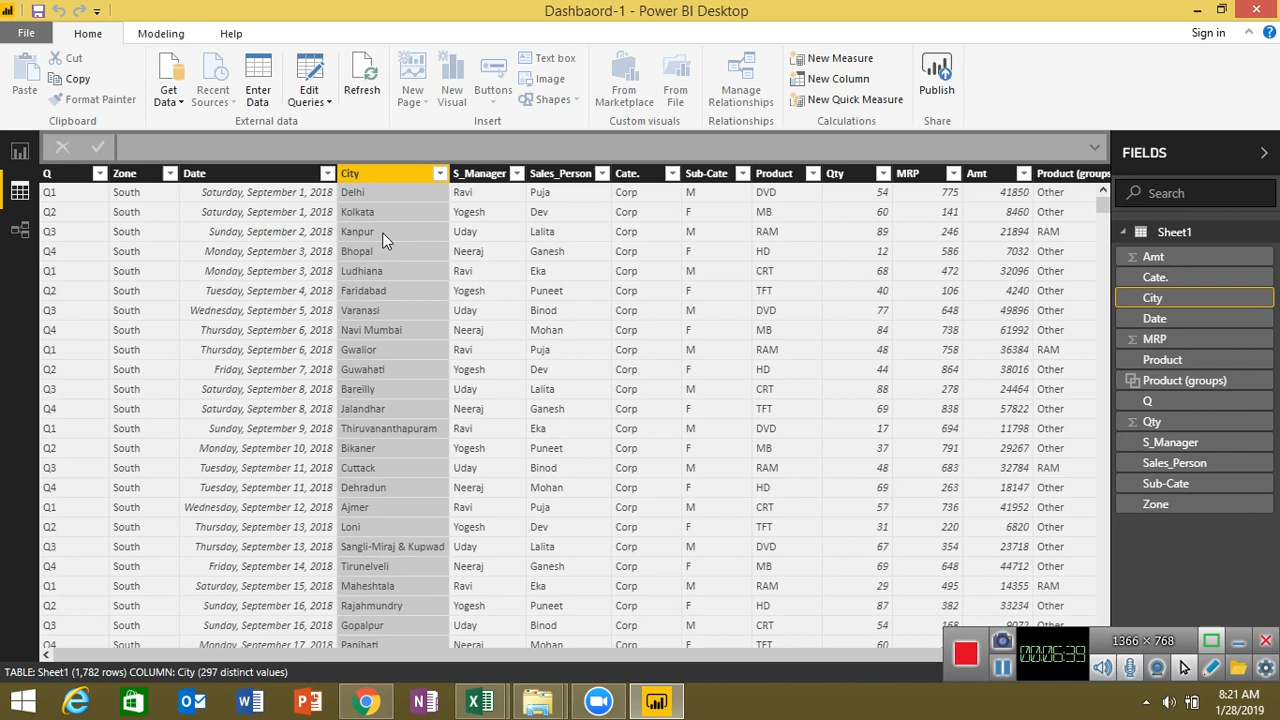 Dashbaord-1 - Power BI Desktop
File Home Modeling Help Sign in
Paste Cut Copy Format Painter
Get Data Recent Sources Enter Data Edit Queries Refresh
New Page New Visual Buttons Text box Image Shapes
From Marketplace From File Manage Relationships
New Measure New Column New Quick Measure Publish
Clipboard External data Insert Custom visuals Relationships Calculations Share
Q Zone Date City S_Manager Sales_Person Cate. Sub-Cate Product Qty MRP Amt Product (groups
Q1 South Saturday, September 1, 2018 Delhi Ravi Puja Corp M DVD 54 775 41850 Other
Q2 South Saturday, September 1, 2018 Kolkata Yogesh Dev Corp F MB 60 141 8460 Other
Q3 South Sunday, September 2, 2018 Kanpur Uday Lalita Corp M RAM 89 246 21894 RAM
Q4 South Monday, September 3, 2018 Bhopal Neeraj Ganesh Corp F HD 12 586 7032 Other
Q1 South Monday, September 3, 2018 Ludhiana Ravi Eka Corp M CRT 68 472 32096 Other
Q2 South Tuesday, September 4, 2018 Faridabad Yogesh Puneet Corp F TFT 40 106 4240 Other
Q3 South Wednesday, September 5, 2018 Varanasi Uday Binod Corp M DVD 77 648 49896 Other
Q4 South Thursday, September 6, 2018 Navi Mumbai Neeraj Mohan Corp F MB 84 738 61992 Other
Q1 South Thursday, September 6, 2018 Gwalior Ravi Puja Corp M RAM 48 758 36384 RAM
Q2 South Friday, September 7, 2018 Guwahati Yogesh Dev Corp F HD 44 864 38016 Other
Q3 South Saturday, September 8, 2018 Bareilly Uday Lalita Corp M CRT 88 278 24464 Other
Q4 South Saturday, September 8, 2018 Jalandhar Neeraj Ganesh Corp F TFT 69 838 57822 Other
Q1 South Sunday, September 9, 2018 Thiruvananthapuram Ravi Eka Corp M DVD 17 694 11798 Other
Q2 South Monday, September 10, 2018 Bikaner Yogesh Puneet Corp F MB 37 791 29267 Other
Q3 South Tuesday, September 11, 2018 Cuttack Uday Binod Corp M RAM 48 683 32784 RAM
Q4 South Tuesday, September 11, 2018 Dehradun Neeraj Mohan Corp F HD 69 263 18147 Other
Q1 South Wednesday, September 12, 2018 Ajmer Ravi Puja Corp M CRT 57 736 41952 Other
Q2 South Thursday, September 13, 2018 Loni Yogesh Dev Corp F TFT 31 220 6820 Other
Q3 South Thursday, September 13, 2018 Sangli-Miraj & Kupwad Uday Lalita Corp M DVD 67 354 23718 Other
Q4 South Friday, September 14, 2018 Tirunelveli Neeraj Ganesh Corp F MB 69 648 44712 Other
Q1 South Saturday, September 15, 2018 Maheshtala Ravi Eka Corp M RAM 29 495 14355 RAM
Q2 South Sunday, September 16, 2018 Rajahmundry Yogesh Puneet Corp F HD 87 382 33234 Other
Q3 South Sunday, September 16, 2018 Gopalpur Uday Binod Corp M CRT 54 168 9072 Other
Q4 South Monday, September 17, 2018 Panihati Neeraj Mohan Corp F TFT 60
FIELDS
Search
Sheet1
Amt
Cate.
City
Date
MRP
Product
Product (groups)
Q
Qty
S_Manager
Sales_Person
Sub-Cate
Zone
1366 × 768
00:06:39
TABLE: Sheet1 (1,782 rows) COLUMN: City (297 distinct values)
8:21 AM
1/28/2019